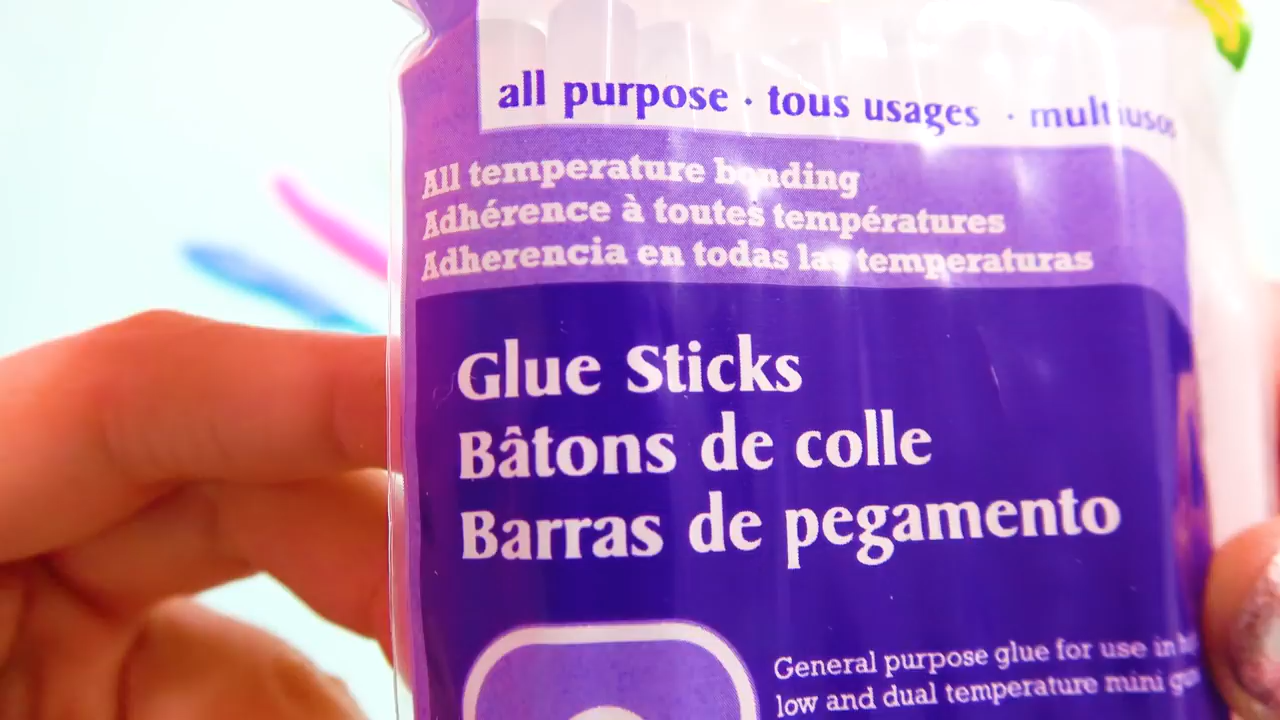 all purpose · tous usages · multiusos
All temperature bonding
Adhérence à toutes températures
Adherencia en todas las temperaturas
Glue Sticks
Bâtons de colle
Barras de pegamento
General purpose glue for use in
low and dual temperature mini